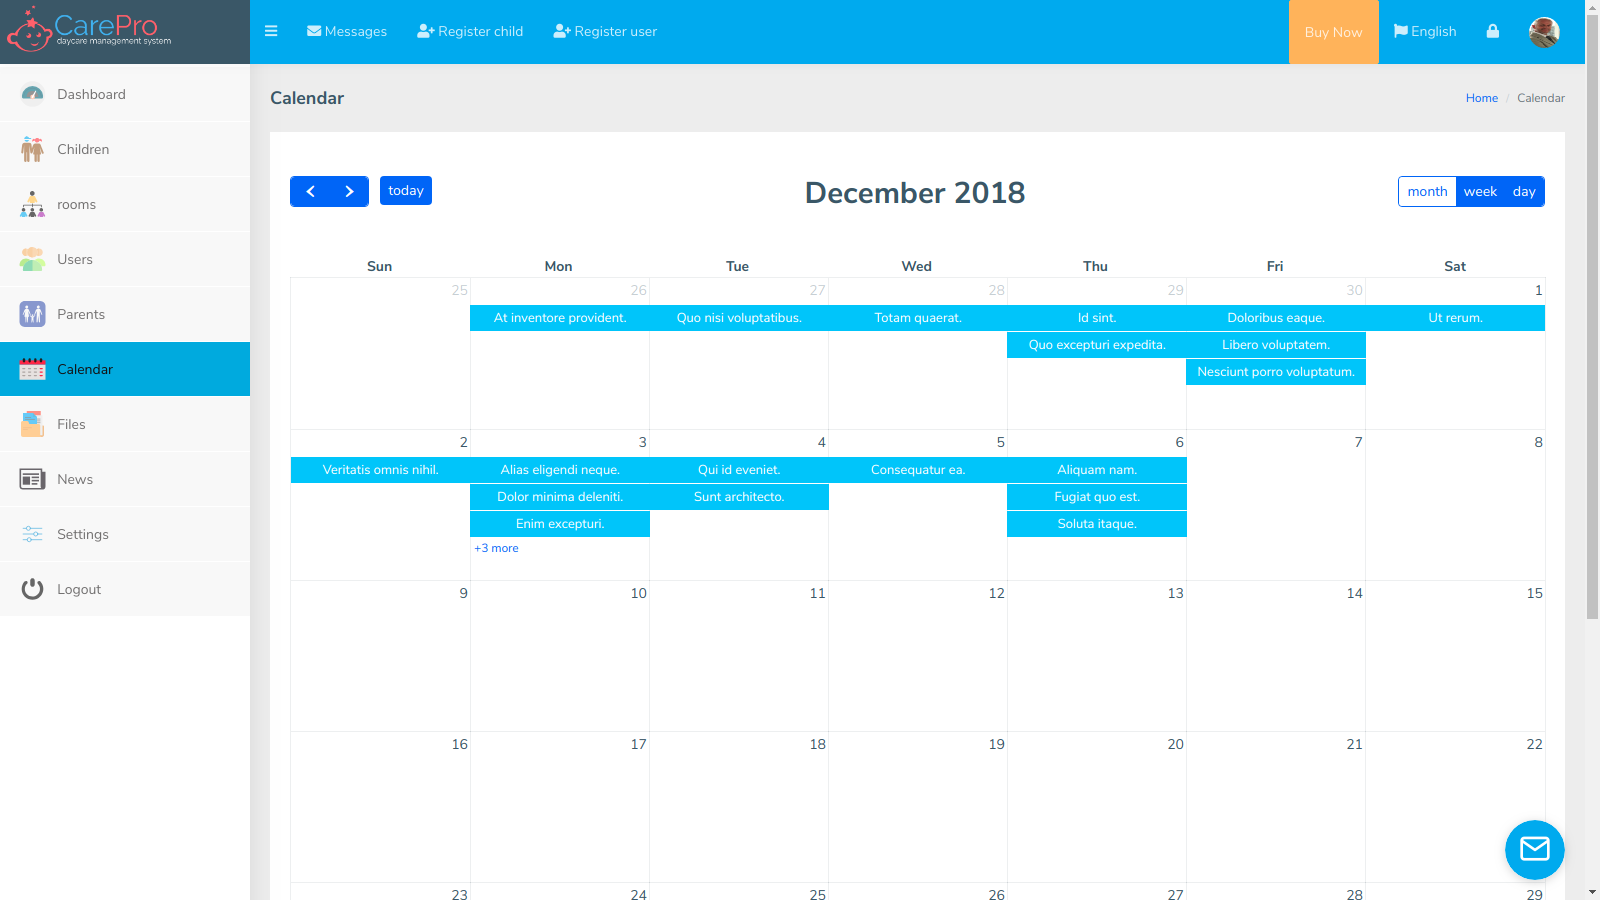 CarePro
daycare management system
Messages
Register child
Register user
Buy Now
English
Dashboard
Children
rooms
Users
Parents
Calendar
Files
News
Settings
Logout
Calendar
Home / Calendar
today
December 2018
month week day
Sun Mon Tue Wed Thu Fri Sat
25 26 27 28 29 30 1
At inventore provident. Quo nisi voluptatibus. Totam quaerat. Id sint. Doloribus eaque. Ut rerum.
Quo excepturi expedita. Libero voluptatem.
Nesciunt porro voluptatum.
2 3 4 5 6 7 8
Veritatis omnis nihil. Alias eligendi neque. Qui id eveniet. Consequatur ea. Aliquam nam.
Dolor minima deleniti. Sunt architecto. Fugiat quo est.
Enim excepturi. Soluta itaque.
+3 more
9 10 11 12 13 14 15
16 17 18 19 20 21 22
23 24 25 26 27 28 29